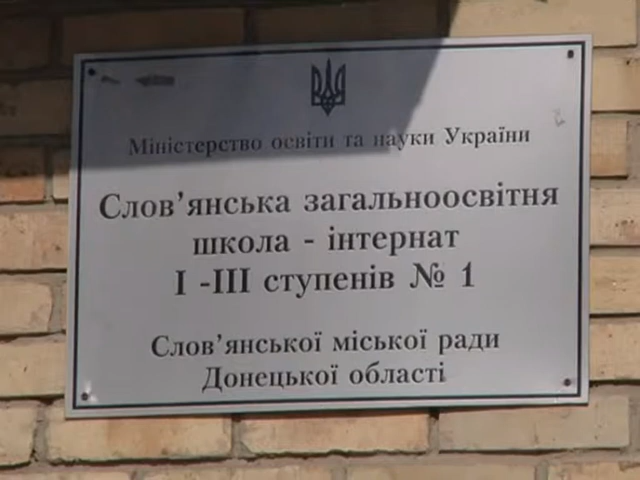 Міністерство освіти та науки України
Слов’янська загальноосвітня
школа - інтернат
I -III ступенів № 1
Слов’янської міської ради
Донецької області